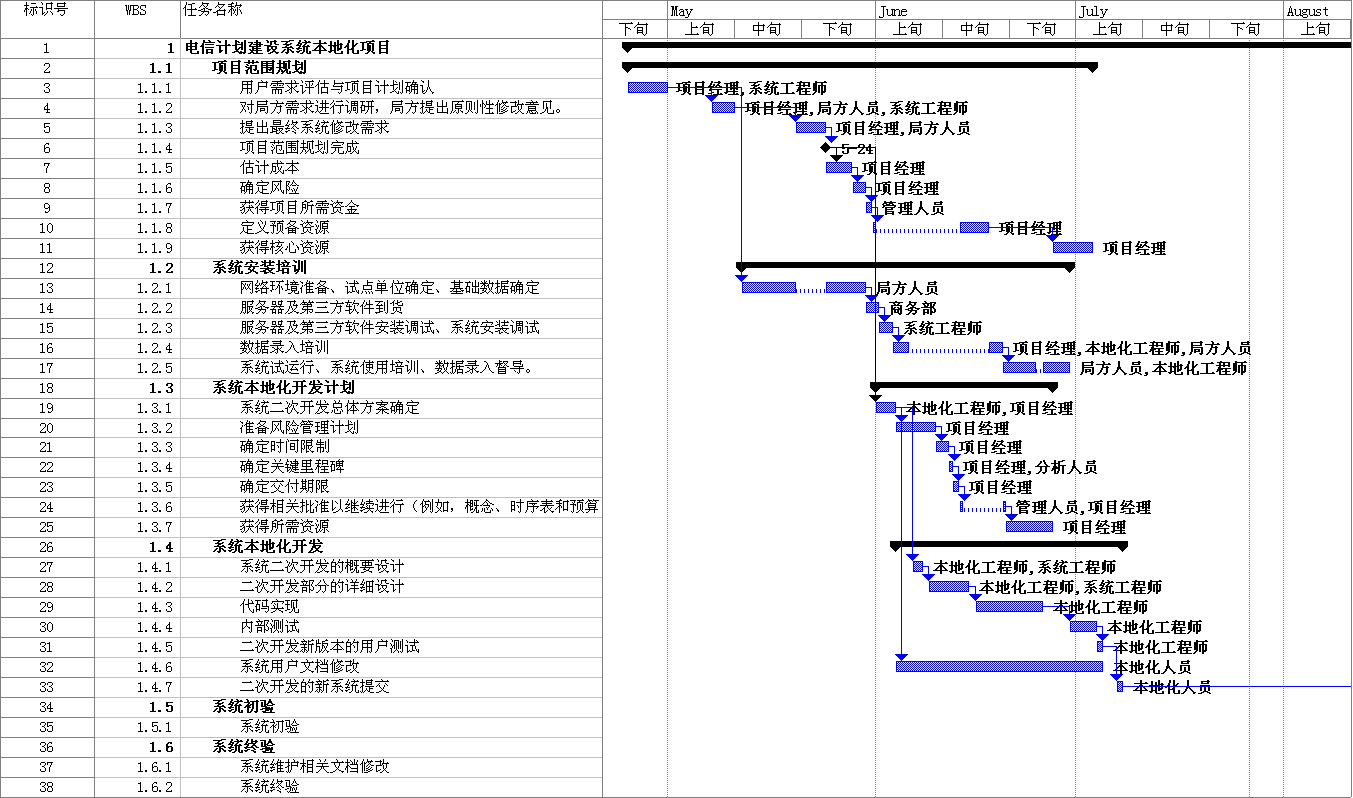 标识号 WBS 任务名称 May June July August
下旬 上旬 中旬 下旬 上旬 中旬 下旬 上旬 中旬 下旬 上旬
1 1 电信计划建设系统本地化项目
2 1.1 项目范围规划
3 1.1.1 用户需求评估与项目计划确认 项目经理,系统工程师
4 1.1.2 对局方需求进行调研，局方提出原则性修改意见。 项目经理,局方人员,系统工程师
5 1.1.3 提出最终系统修改需求 项目经理,局方人员
6 1.1.4 项目范围规划完成 5-24
7 1.1.5 估计成本 项目经理
8 1.1.6 确定风险 项目经理
9 1.1.7 获得项目所需资金 管理人员
10 1.1.8 定义预备资源 项目经理
11 1.1.9 获得核心资源 项目经理
12 1.2 系统安装培训
13 1.2.1 网络环境准备、试点单位确定、基础数据确定 局方人员
14 1.2.2 服务器及第三方软件到货 商务部
15 1.2.3 服务器及第三方软件安装调试、系统安装调试 系统工程师
16 1.2.4 数据录入培训 项目经理,本地化工程师,局方人员
17 1.2.5 系统试运行、系统使用培训、数据录入督导。 局方人员,本地化工程师
18 1.3 系统本地化开发计划
19 1.3.1 系统二次开发总体方案确定 本地化工程师,项目经理
20 1.3.2 准备风险管理计划 项目经理
21 1.3.3 确定时间限制 项目经理
22 1.3.4 确定关键里程碑 项目经理,分析人员
23 1.3.5 确定交付期限 项目经理
24 1.3.6 获得相关批准以继续进行（例如，概念、时序表和预算 管理人员,项目经理
25 1.3.7 获得所需资源 项目经理
26 1.4 系统本地化开发
27 1.4.1 系统二次开发的概要设计 本地化工程师,系统工程师
28 1.4.2 二次开发部分的详细设计 本地化工程师,系统工程师
29 1.4.3 代码实现 本地化工程师
30 1.4.4 内部测试 本地化工程师
31 1.4.5 二次开发新版本的用户测试 本地化工程师
32 1.4.6 系统用户文档修改 本地化人员
33 1.4.7 二次开发的新系统提交 本地化人员
34 1.5 系统初验
35 1.5.1 系统初验
36 1.6 系统终验
37 1.6.1 系统维护相关文档修改
38 1.6.2 系统终验